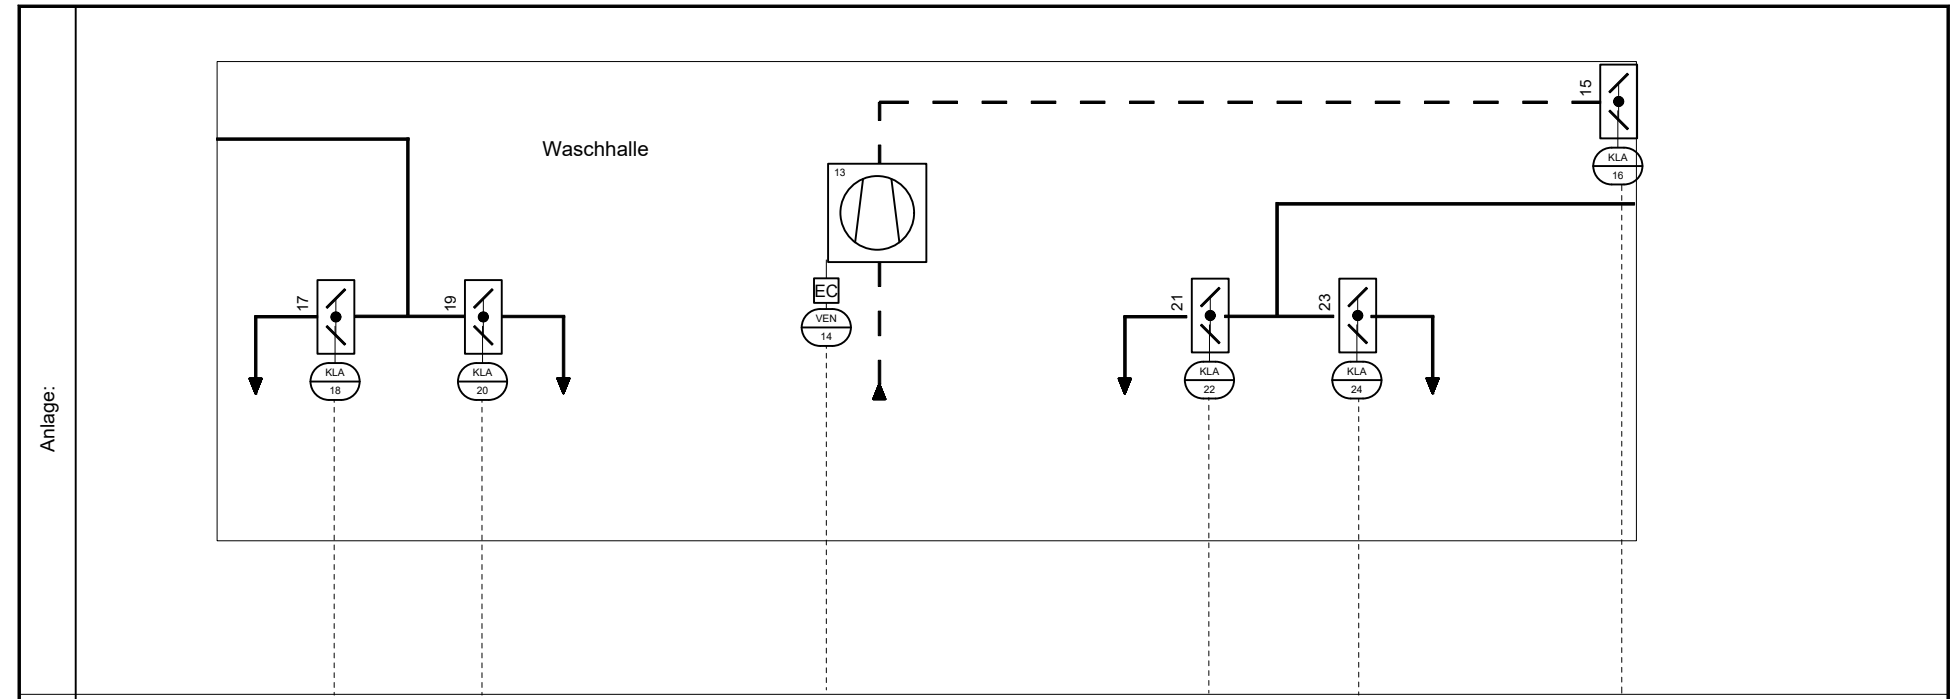 15
Waschhalle
KLA
16
13
17
19
21
23
EC
VEN
14
KLA
18
KLA
20
KLA
22
KLA
24
Anlage: